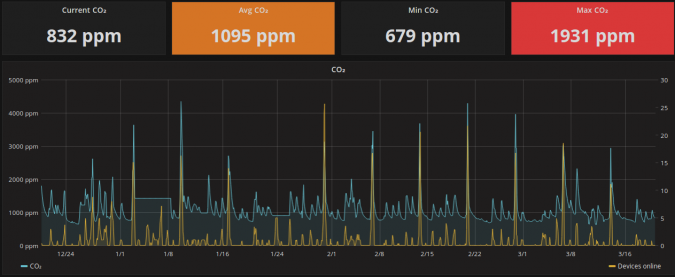 Current CO₂
Avg CO₂
Min CO₂
Max CO₂
832 ppm
1095 ppm
679 ppm
1931 ppm
CO₂
5000 ppm
30
4000 ppm
25
20
3000 ppm
15
2000 ppm
10
1000 ppm
5
0 ppm
0
12/24
1/1
1/8
1/16
1/24
2/1
2/8
2/15
2/22
3/1
3/8
3/16
CO₂
Devices online